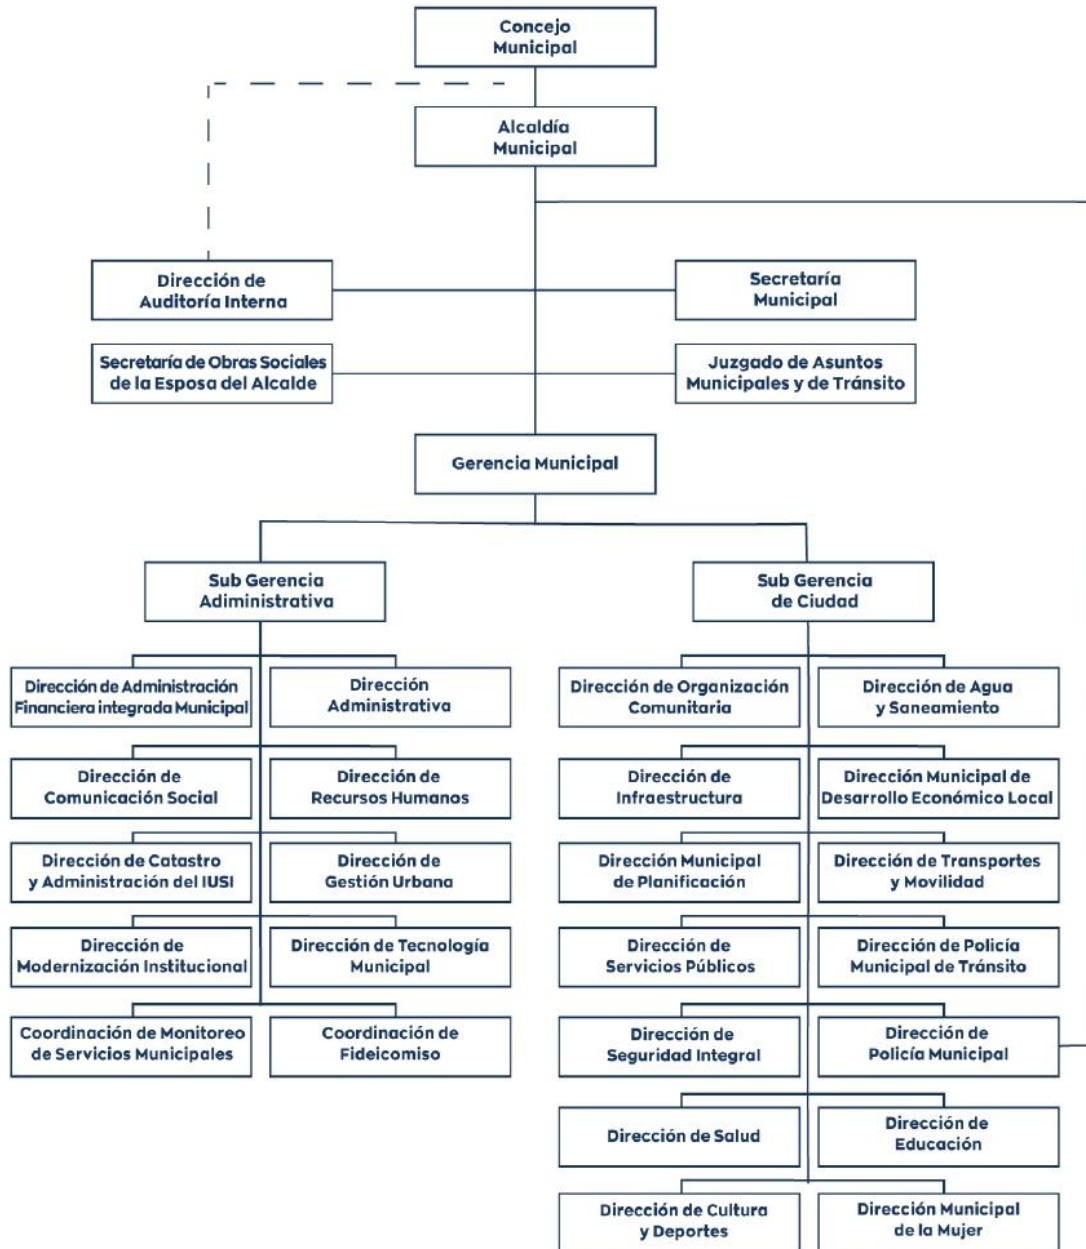 Concejo
Municipal
Alcaldía
Municipal
Dirección de
Auditoría Interna
Secretaría
Municipal
Secretaría de Obras Sociales
de la Esposa del Alcalde
Juzgado de Asuntos
Municipales y de Tránsito
Gerencia Municipal
Sub Gerencia
Adiministrativa
Sub Gerencia
de Ciudad
Dirección de Administración
Financiera integrada Municipal
Dirección
Administrativa
Dirección de Organización
Comunitaria
Dirección de Agua
y Saneamiento
Dirección de
Comunicación Social
Dirección de
Recursos Humanos
Dirección de
Infraestructura
Dirección Municipal de
Desarrollo Económico Local
Dirección de Catastro
y Administración del IUSI
Dirección de
Gestión Urbana
Dirección Municipal
de Planificación
Dirección de Transportes
y Movilidad
Dirección de
Modernización Institucional
Dirección de Tecnología
Municipal
Dirección de
Servicios Públicos
Dirección de Policía
Municipal de Tránsito
Coordinación de Monitoreo
de Servicios Municipales
Coordinación de
Fideicomiso
Dirección de
Seguridad Integral
Dirección de
Policía Municipal
Dirección de Salud
Dirección de
Educación
Dirección de Cultura
y Deportes
Dirección Municipal
de la Mujer